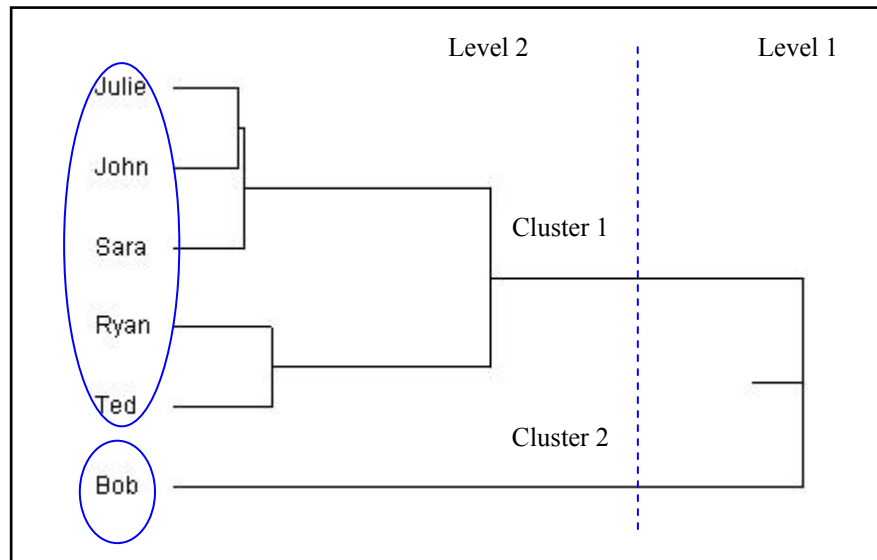 Level 2
Level 1
Julie
John
Sara
Cluster 1
Ryan
Ted
Cluster 2
Bob